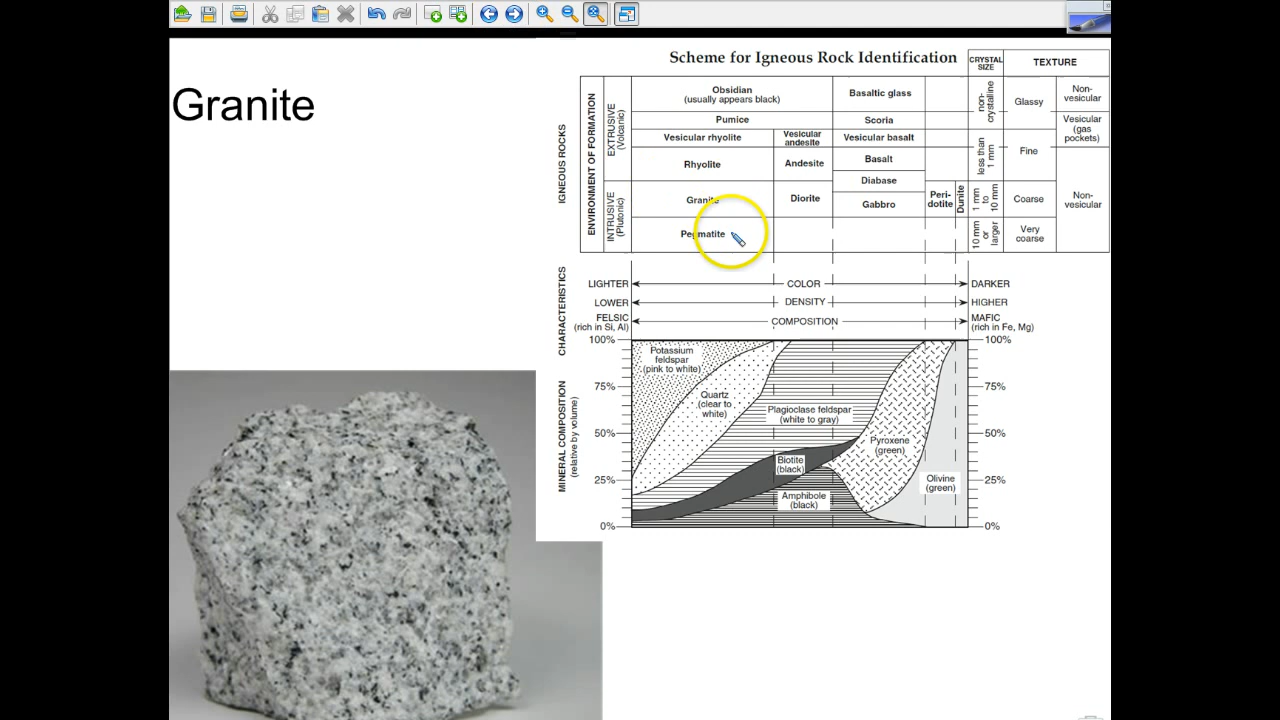 Granite
Scheme for Igneous Rock Identification
CRYSTAL
SIZE
TEXTURE
IGNEOUS ROCKS
ENVIRONMENT OF FORMATION
EXTRUSIVE
(Volcanic)
INTRUSIVE
(Plutonic)
Obsidian
(usually appears black)
Basaltic glass
Pumice
Scoria
Vesicular rhyolite
Vesicular
andesite
Vesicular basalt
Rhyolite
Andesite
Basalt
Diabase
Granite
Diorite
Gabbro
Peri-
dotite
Dunite
Pegmatite
non-
crystalline
less than
1 mm
1 mm
to
10 mm
10 mm
or
larger
Glassy
Fine
Coarse
Very
coarse
Non-
vesicular
Vesicular
(gas
pockets)
Non-
vesicular
CHARACTERISTICS
LIGHTER
COLOR
DARKER
LOWER
DENSITY
HIGHER
FELSIC
(rich in Si, Al)
COMPOSITION
MAFIC
(rich in Fe, Mg)
MINERAL COMPOSITION
(relative by volume)
100%
75%
50%
25%
0%
Potassium
feldspar
(pink to white)
Quartz
(clear to
white)
Plagioclase feldspar
(white to gray)
Biotite
(black)
Amphibole
(black)
Pyroxene
(green)
Olivine
(green)
100%
75%
50%
25%
0%